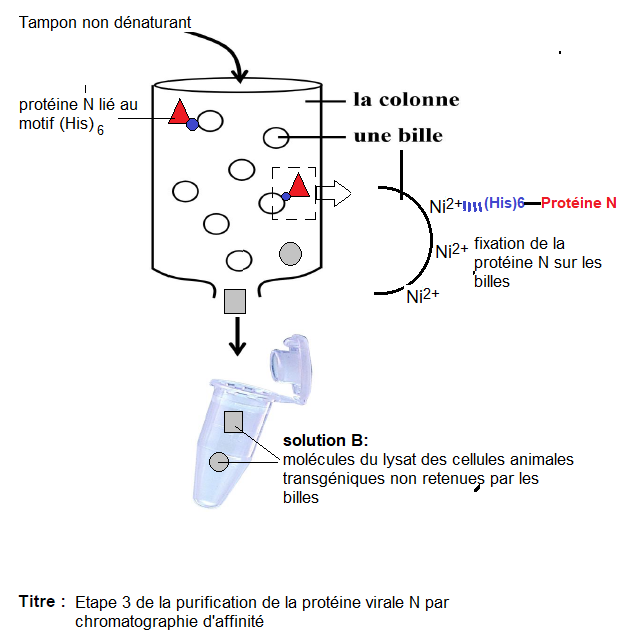 Tampon non dénaturant
protéine N lié au
motif (His) 6
la colonne
une bille
Ni2+ (His)6 Protéine N
Ni2+
fixation de la
protéine N sur les
billes
Ni2+
solution B:
molécules du lysat des cellules animales
transgéniques non retenues par les
billes
Titre : Etape 3 de la purification de la protéine virale N par
chromatographie d'affinité